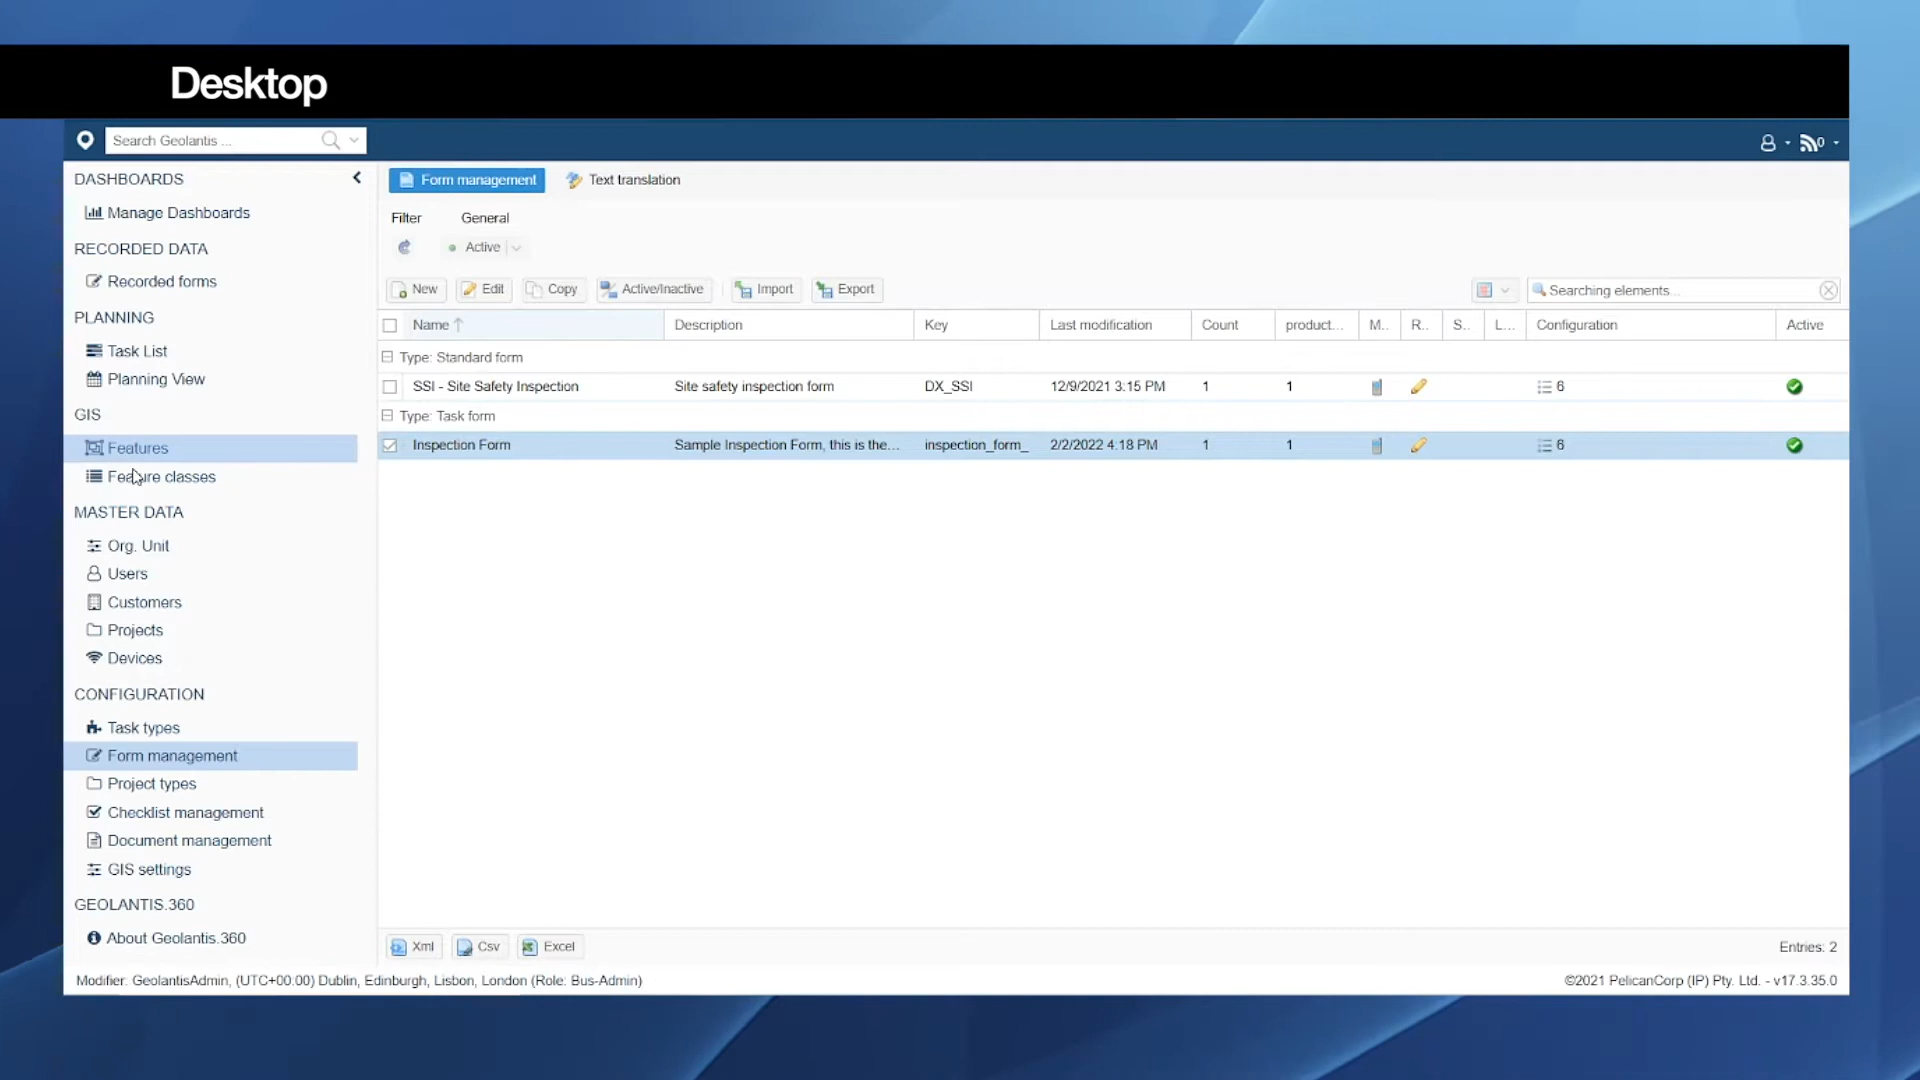 Desktop
Search Geolantis ...
0
DASHBOARDS
Manage Dashboards
RECORDED DATA
Recorded forms
PLANNING
Task List
Planning View
GIS
Features
Feature classes
MASTER DATA
Org. Unit
Users
Customers
Projects
Devices
CONFIGURATION
Task types
Form management
Project types
Checklist management
Document management
GIS settings
GEOLANTIS.360
About Geolantis.360
Form management Text translation
Filter General
Active
New Edit Copy Active/Inactive Import Export Searching elements...
Name Description Key Last modification Count product... M.. R.. S.. L... Configuration Active
Type: Standard form
SSI - Site Safety Inspection Site safety inspection form DX_SSI 12/9/2021 3:15 PM 1 1 6
Type: Task form
Inspection Form Sample Inspection Form, this is the... inspection_form_ 2/2/2022 4:18 PM 1 1 6
Xml Csv Excel Entries: 2
Modifier: GeolantisAdmin, (UTC+00:00) Dublin, Edinburgh, Lisbon, London (Role: Bus-Admin) ©2021 PelicanCorp (IP) Pty. Ltd. - v17.3.35.0